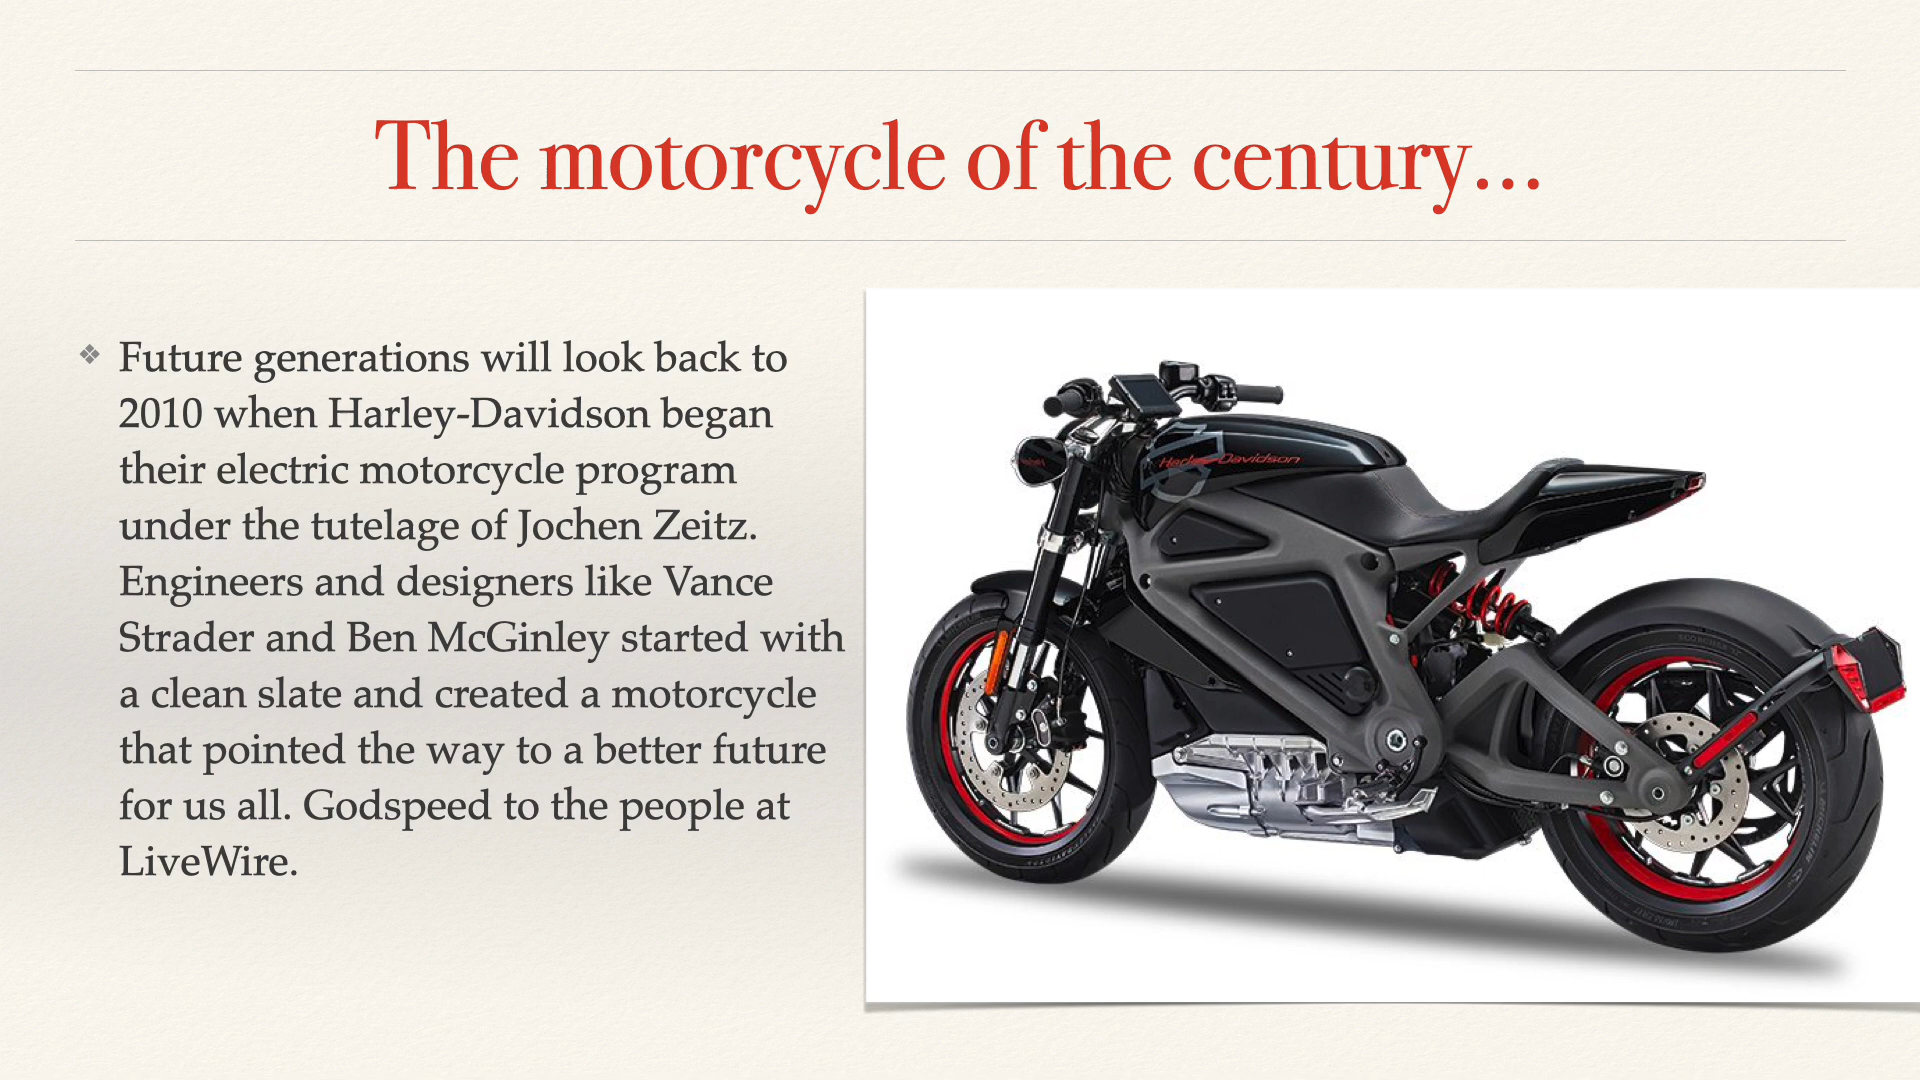 The motorcycle of the century...
❖ Future generations will look back to
2010 when Harley-Davidson began
their electric motorcycle program
under the tutelage of Jochen Zeitz.
Engineers and designers like Vance
Strader and Ben McGinley started with
a clean slate and created a motorcycle
that pointed the way to a better future
for us all. Godspeed to the people at
LiveWire.
Harley-Davidson